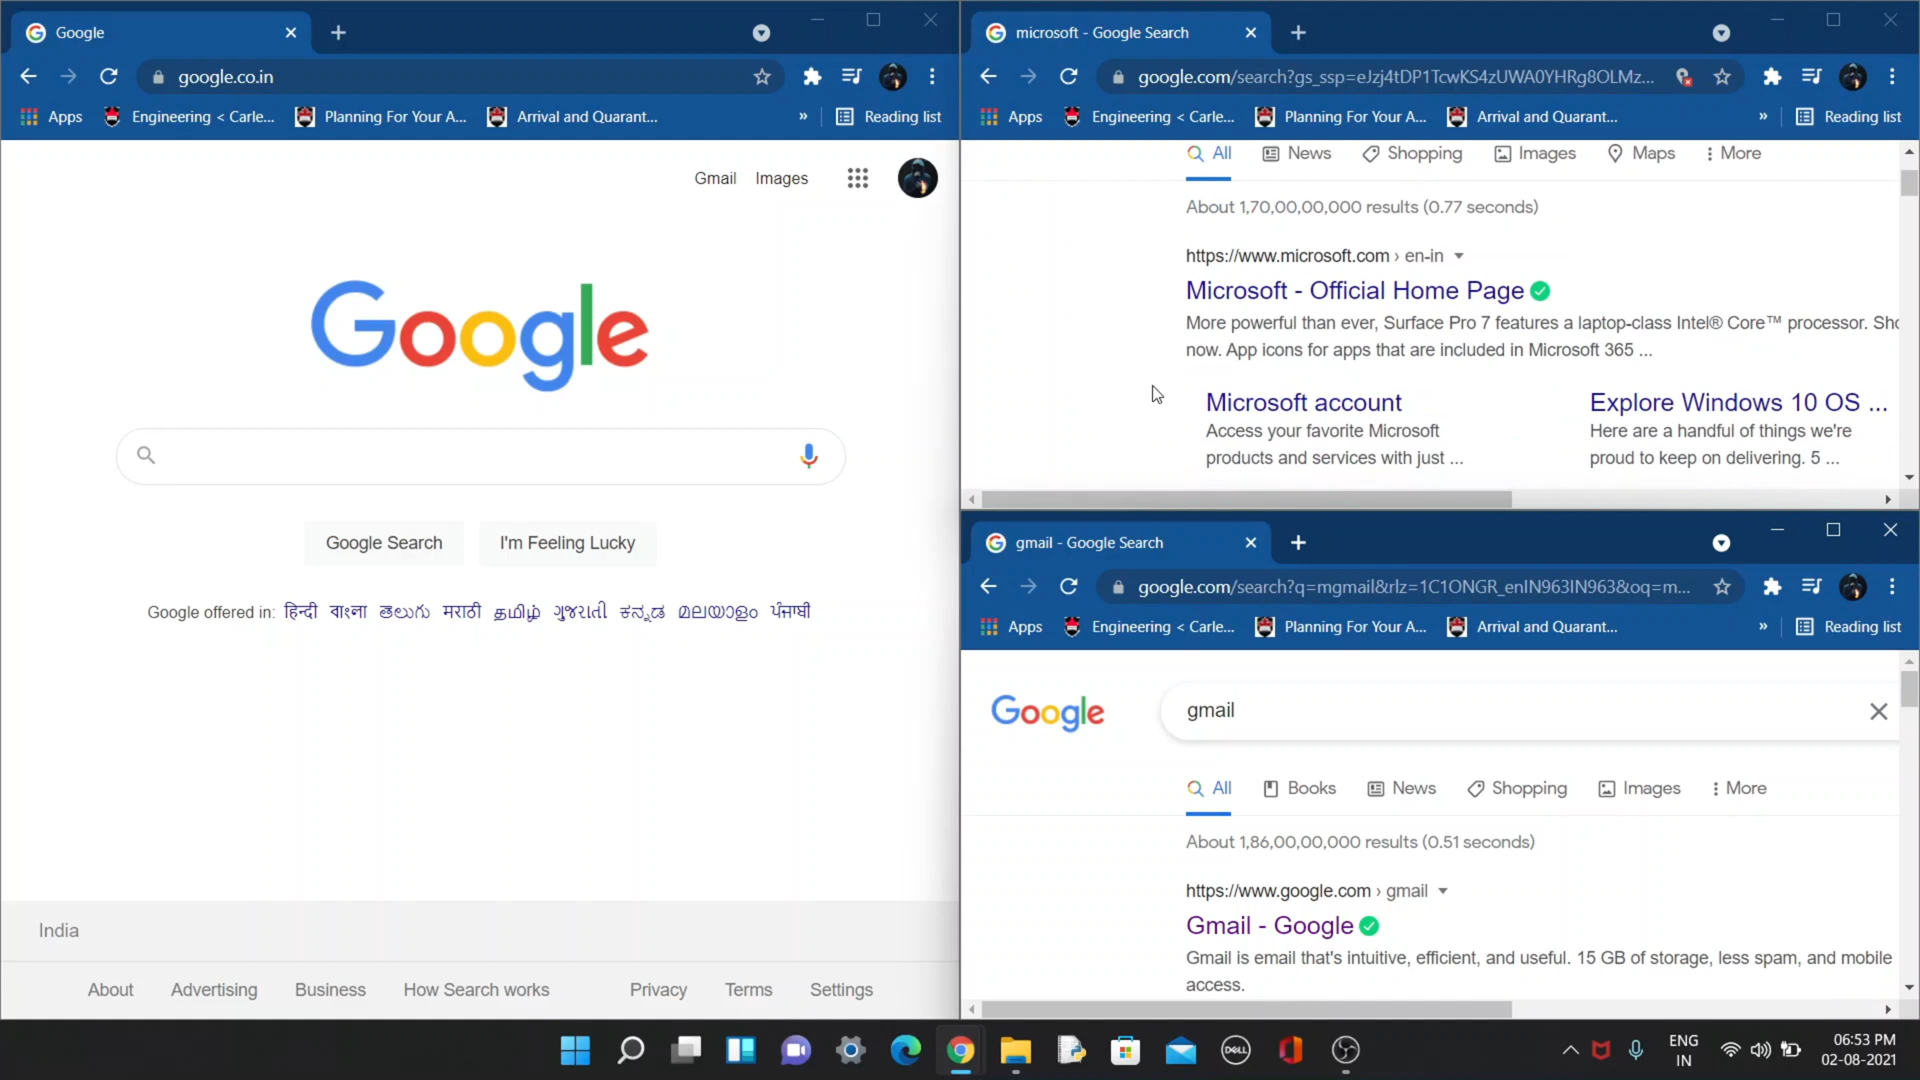 Google
google.co.in
Apps
Engineering < Carle...
Planning For Your A...
Arrival and Quarant...
»
Reading list
Gmail
Images
Google
Google Search
I'm Feeling Lucky
Google offered in: हिन्दी বাংলা తెలుగు मराठी தமிழ் ગુજરાતી ಕನ್ನಡ മലയാളം ਪੰਜਾਬੀ
India
About
Advertising
Business
How Search works
Privacy
Terms
Settings
microsoft - Google Search
google.com/search?gs_ssp=eJzj4tDP1TcwKS4zUWA0YHRg8OLMz...
Apps
Engineering < Carle...
Planning For Your A...
Arrival and Quarant...
»
Reading list
All
News
Shopping
Images
Maps
More
About 1,70,00,00,000 results (0.77 seconds)
https://www.microsoft.com › en-in
Microsoft - Official Home Page
More powerful than ever, Surface Pro 7 features a laptop-class Intel® Core™ processor. Sho
now. App icons for apps that are included in Microsoft 365 ...
Microsoft account
Access your favorite Microsoft
products and services with just ...
Explore Windows 10 OS ...
Here are a handful of things we're
proud to keep on delivering. 5 ...
gmail - Google Search
google.com/search?q=mgmail&rlz=1C1ONGR_enIN963IN963&oq=m...
Apps
Engineering < Carle...
Planning For Your A...
Arrival and Quarant...
»
Reading list
Google
gmail
All
Books
News
Shopping
Images
More
About 1,86,00,00,000 results (0.51 seconds)
https://www.google.com › gmail
Gmail - Google
Gmail is email that's intuitive, efficient, and useful. 15 GB of storage, less spam, and mobile
access.
DELL
ENG
IN
06:53 PM
02-08-2021